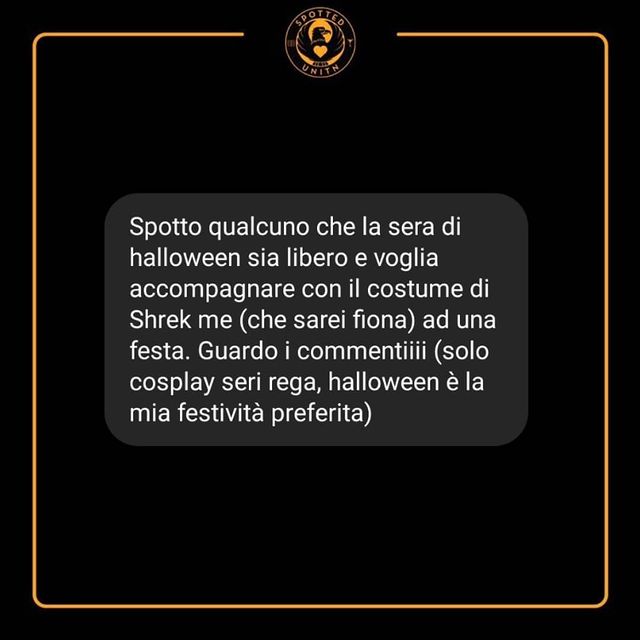 SPOTTED
UNITN
Spotto qualcuno che la sera di
halloween sia libero e voglia
accompagnare con il costume di
Shrek me (che sarei fiona) ad una
festa. Guardo i commentiiii (solo
cosplay seri rega, halloween è la
mia festività preferita)